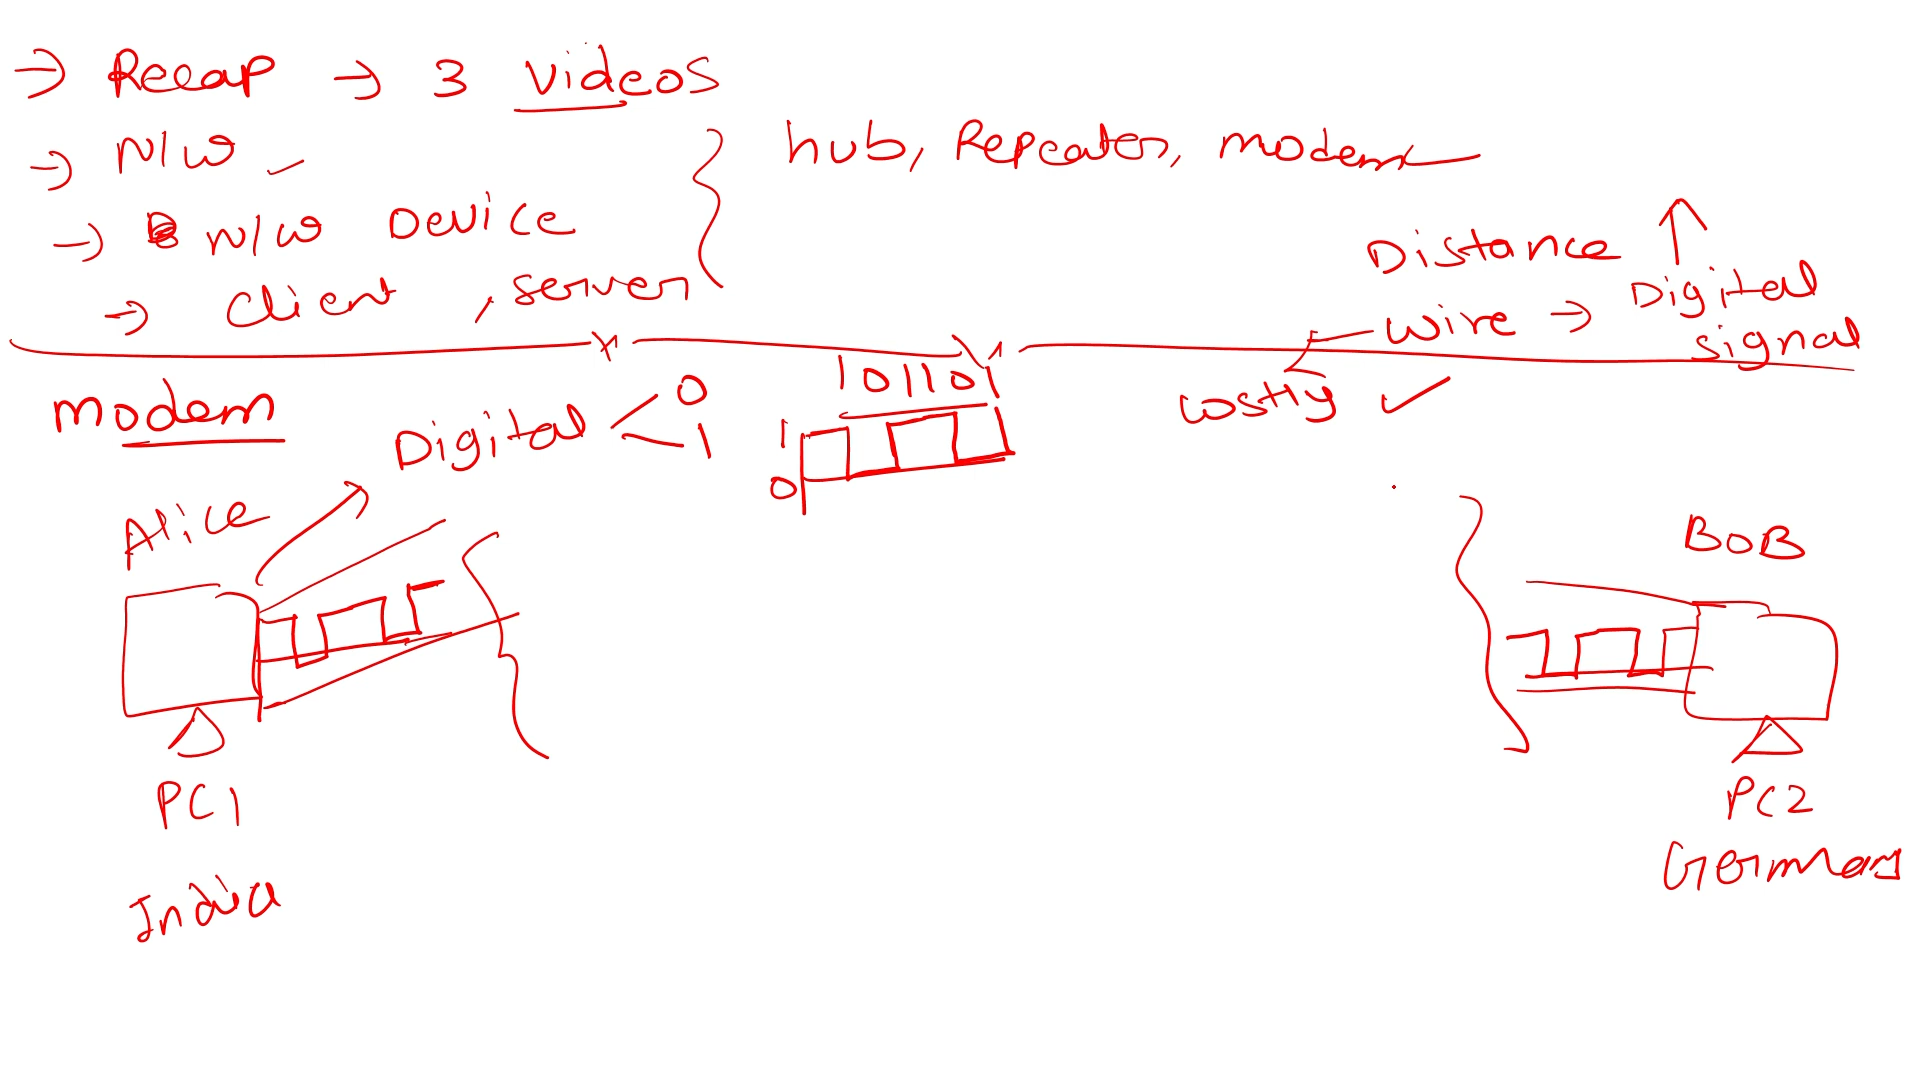 → Recap → 3 videos
→ N/W
→ N/W Device
→ Client, server
hub, Repeater, modem
Distance ↑
wire → Digital signal
costly ✓
modem
Digital < 0 1
101101
1
0
Alice
BOB
PC1
PC2
India
Germany